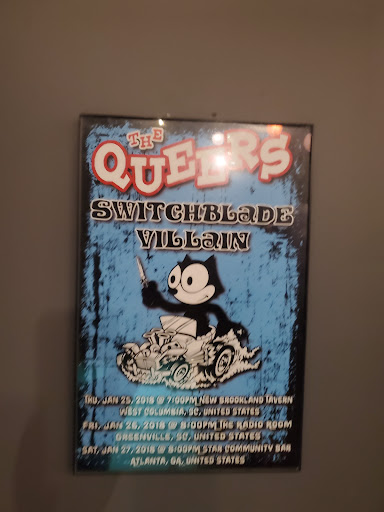 THE
QUEERS
SWITCHBLADE
VILLAIN
THU, JAN 25, 2018 @ 7:00PM NEW BROOKLAND TAVERN
WEST COLUMBIA, SC, UNITED STATES
FRI, JAN 26, 2018 @ 8:00PM THE RADIO ROOM
GREENVILLE, SC, UNITED STATES
SAT, JAN 27, 2018 @ 8:00PM STAR COMMUNITY BAR
ATLANTA, GA, UNITED STATES